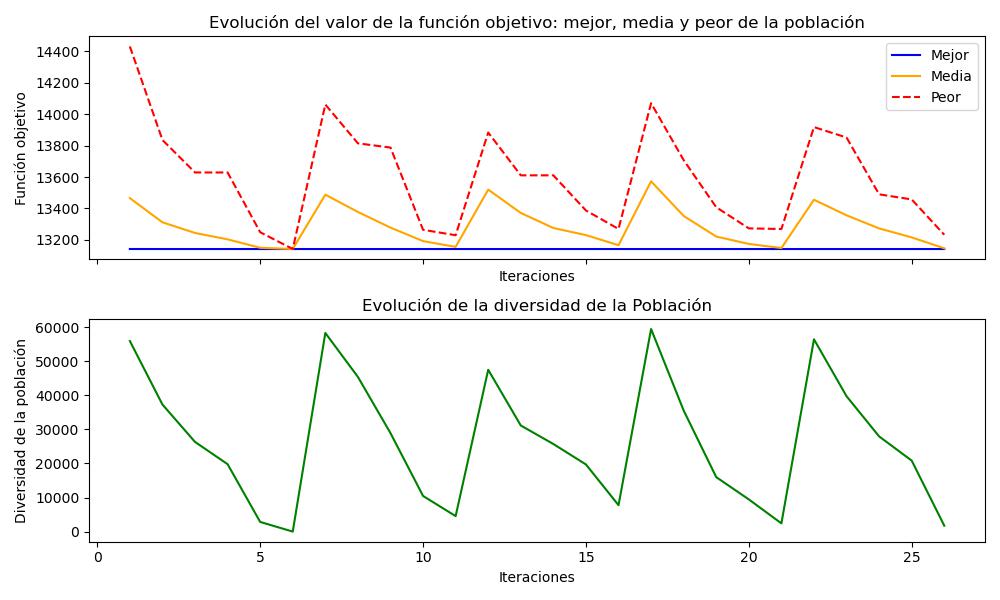 Evolución del valor de la función objetivo: mejor, media y peor de la población
Función objetivo
14400
14200
14000
13800
13600
13400
13200
Mejor
Media
Peor
Iteraciones
Evolución de la diversidad de la Población
Diversidad de la población
60000
50000
40000
30000
20000
10000
0
0 5 10 15 20 25
Iteraciones